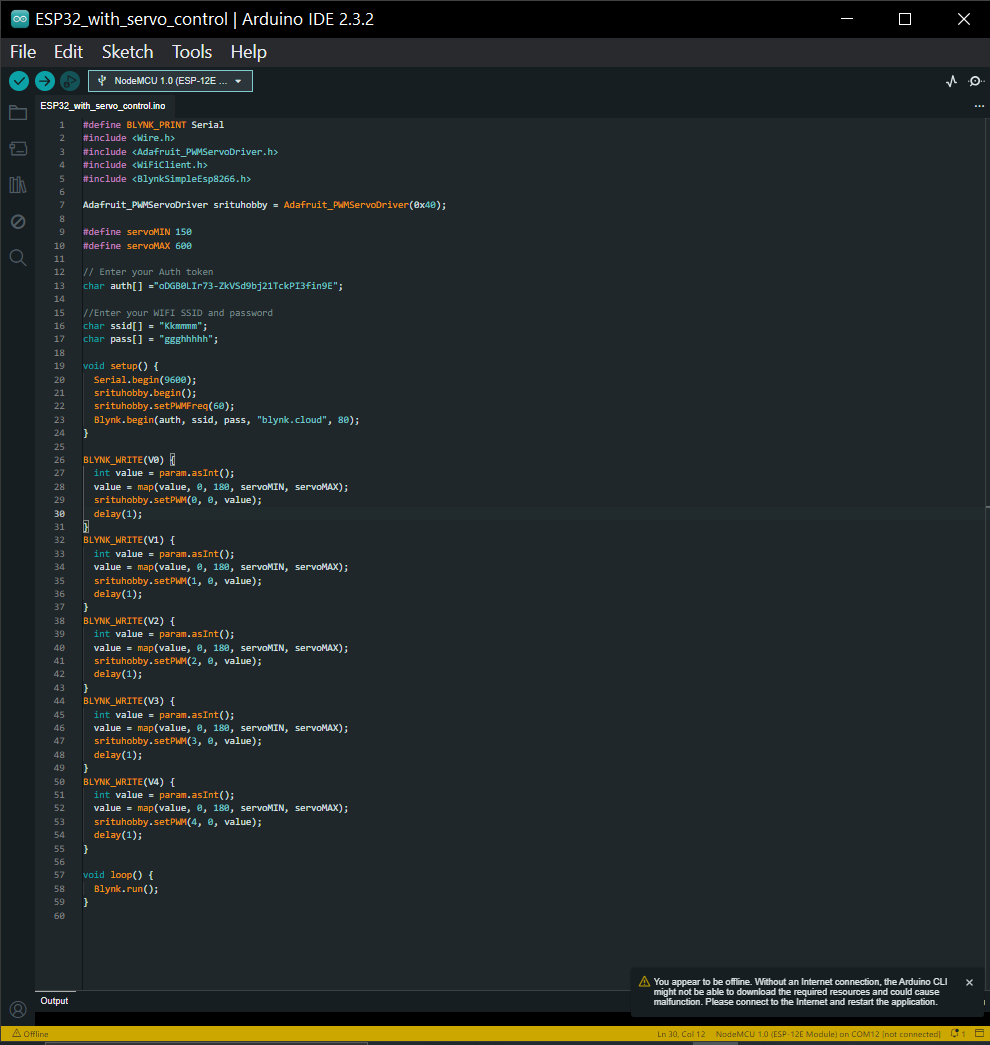 ESP32_with_servo_control | Arduino IDE 2.3.2
File Edit Sketch Tools Help
NodeMCU 1.0 (ESP-12E ...
ESP32_with_servo_control.ino
1 #define BLYNK_PRINT Serial
2 #include <Wire.h>
3 #include <Adafruit_PWMServoDriver.h>
4 #include <WiFiClient.h>
5 #include <BlynkSimpleEsp8266.h>
6
7 Adafruit_PWMServoDriver srituhobby = Adafruit_PWMServoDriver(0x40);
8
9 #define servoMIN 150
10 #define servoMAX 600
11
12 // Enter your Auth token
13 char auth[] ="oDGB0LIr73-ZkVSd9bj21TckPI3fin9E";
14
15 //Enter your WIFI SSID and password
16 char ssid[] = "Kkmmmm";
17 char pass[] = "ggghhhhh";
18
19 void setup() {
20 Serial.begin(9600);
21 srituhobby.begin();
22 srituhobby.setPWMFreq(60);
23 Blynk.begin(auth, ssid, pass, "blynk.cloud", 80);
24 }
25
26 BLYNK_WRITE(V0) {
27 int value = param.asInt();
28 value = map(value, 0, 180, servoMIN, servoMAX);
29 srituhobby.setPWM(0, 0, value);
30 delay(1);
31 }
32 BLYNK_WRITE(V1) {
33 int value = param.asInt();
34 value = map(value, 0, 180, servoMIN, servoMAX);
35 srituhobby.setPWM(1, 0, value);
36 delay(1);
37 }
38 BLYNK_WRITE(V2) {
39 int value = param.asInt();
40 value = map(value, 0, 180, servoMIN, servoMAX);
41 srituhobby.setPWM(2, 0, value);
42 delay(1);
43 }
44 BLYNK_WRITE(V3) {
45 int value = param.asInt();
46 value = map(value, 0, 180, servoMIN, servoMAX);
47 srituhobby.setPWM(3, 0, value);
48 delay(1);
49 }
50 BLYNK_WRITE(V4) {
51 int value = param.asInt();
52 value = map(value, 0, 180, servoMIN, servoMAX);
53 srituhobby.setPWM(4, 0, value);
54 delay(1);
55 }
56
57 void loop() {
58 Blynk.run();
59 }
60
You appear to be offline. Without an Internet connection, the Arduino CLI
might not be able to download the required resources and could cause
malfunction. Please connect to the Internet and restart the application.
Output
Offline
Ln 30, Col 12 NodeMCU 1.0 (ESP-12E Module) on COM12 [not connected] 1